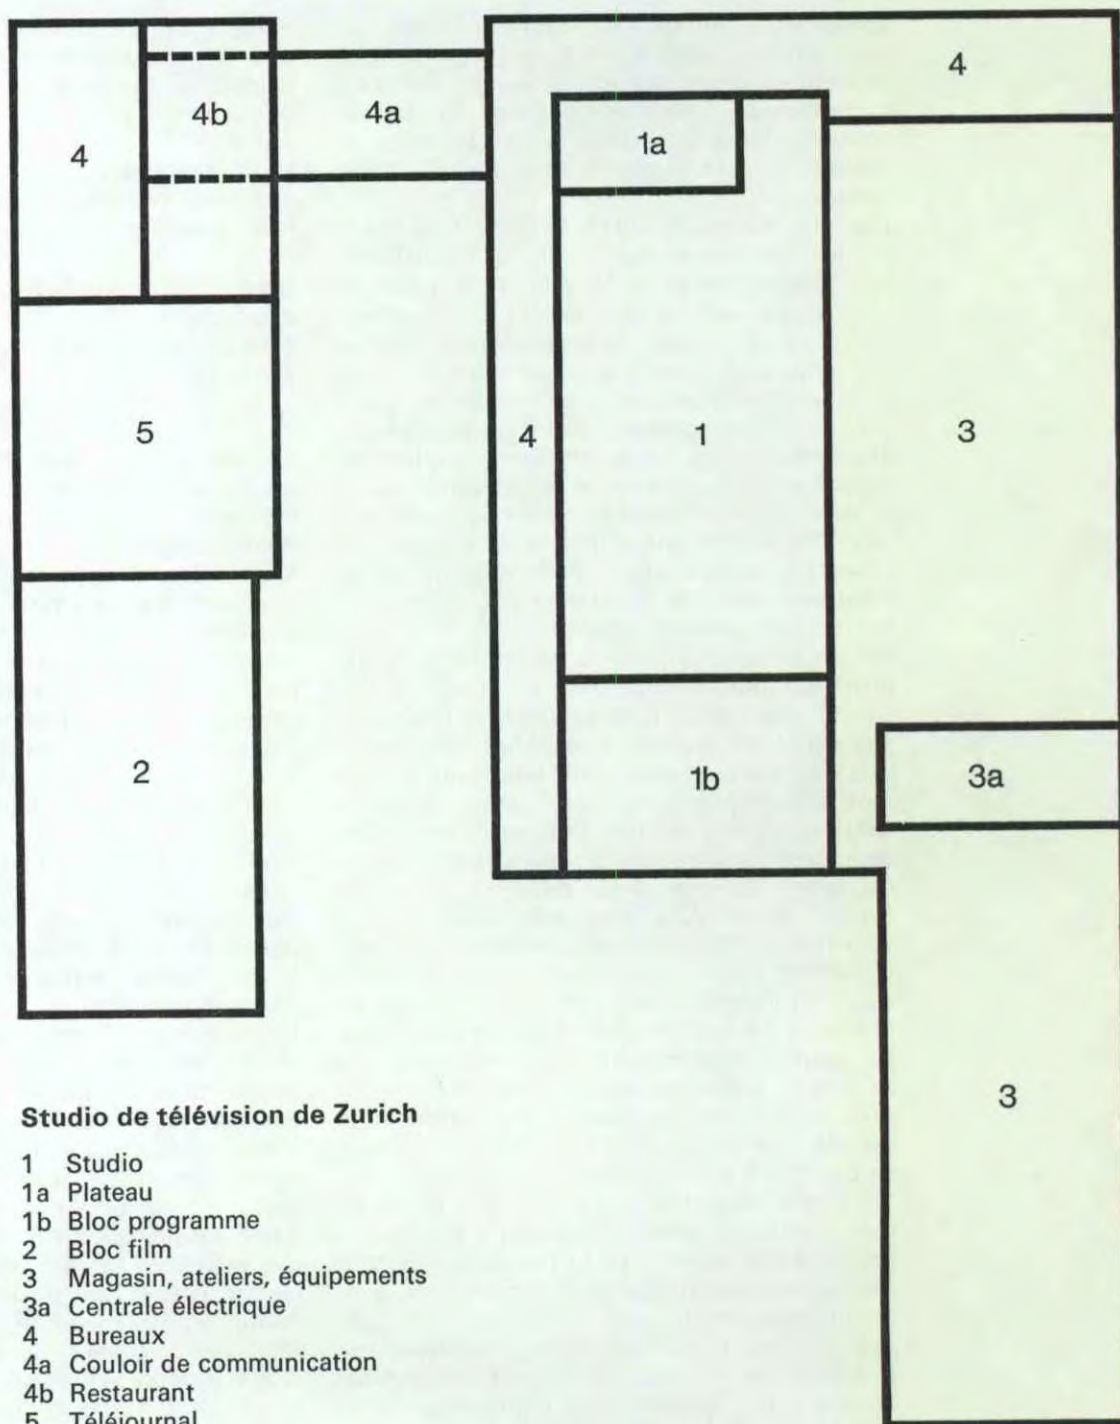 4
4b
4a
4
1a
5
4
1
3
2
1b
3a
3
Studio de télévision de Zurich
1 Studio
1a Plateau
1b Bloc programme
2 Bloc film
3 Magasin, ateliers, équipements
3a Centrale électrique
4 Bureaux
4a Couloir de communication
4b Restaurant
5 Téléjournal